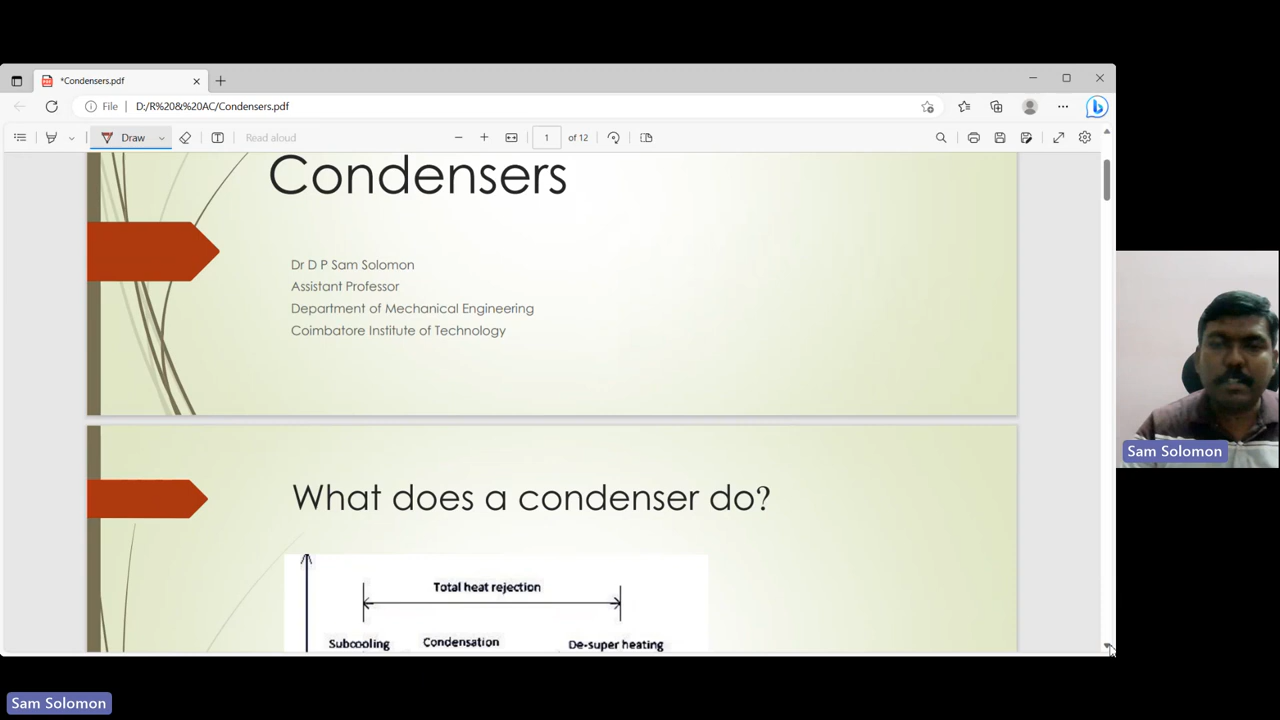 *Condensers.pdf
File
D:/R%20&%20AC/Condensers.pdf
Draw
Read aloud
1
of 12
Condensers
Dr D P Sam Solomon
Assistant Professor
Department of Mechanical Engineering
Coimbatore Institute of Technology
What does a condenser do?
Total heat rejection
Subcooling
Condensation
De-super heating
Sam Solomon
Sam Solomon